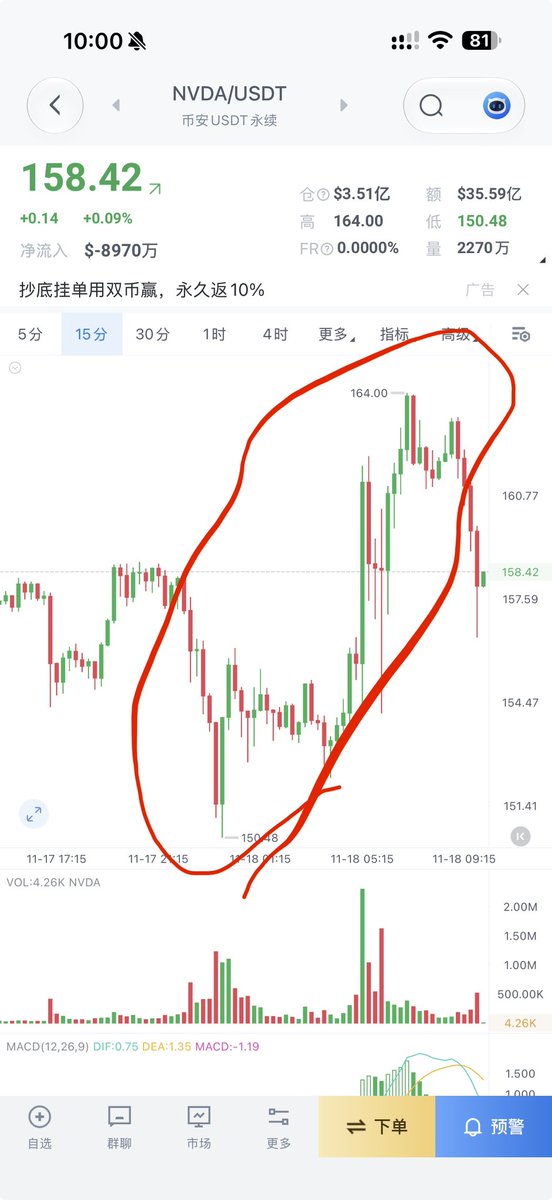 10:00
81
NVDA/USDT
币安USDT永续
158.42
+0.14 +0.09%
净流入 $-8970万
仓 $3.51亿 额 $35.59亿
高 164.00 低 150.48
FR 0.0000% 量 2270万
抄底挂单用双币赢，永久返10% 广告
5分 15分 30分 1时 4时 更多 指标 高级
164.00
160.77
158.42
157.59
154.47
151.41
150.48
11-17 17:15 11-17 21:15 11-18 01:15 11-18 05:15 11-18 09:15
VOL:4.26K NVDA
2.00M
1.50M
1.00M
500.00K
4.26K
MACD(12,26,9) DIF:0.75 DEA:1.35 MACD:-1.19
1.500
1.000
自选 群聊 市场 更多 下单 预警